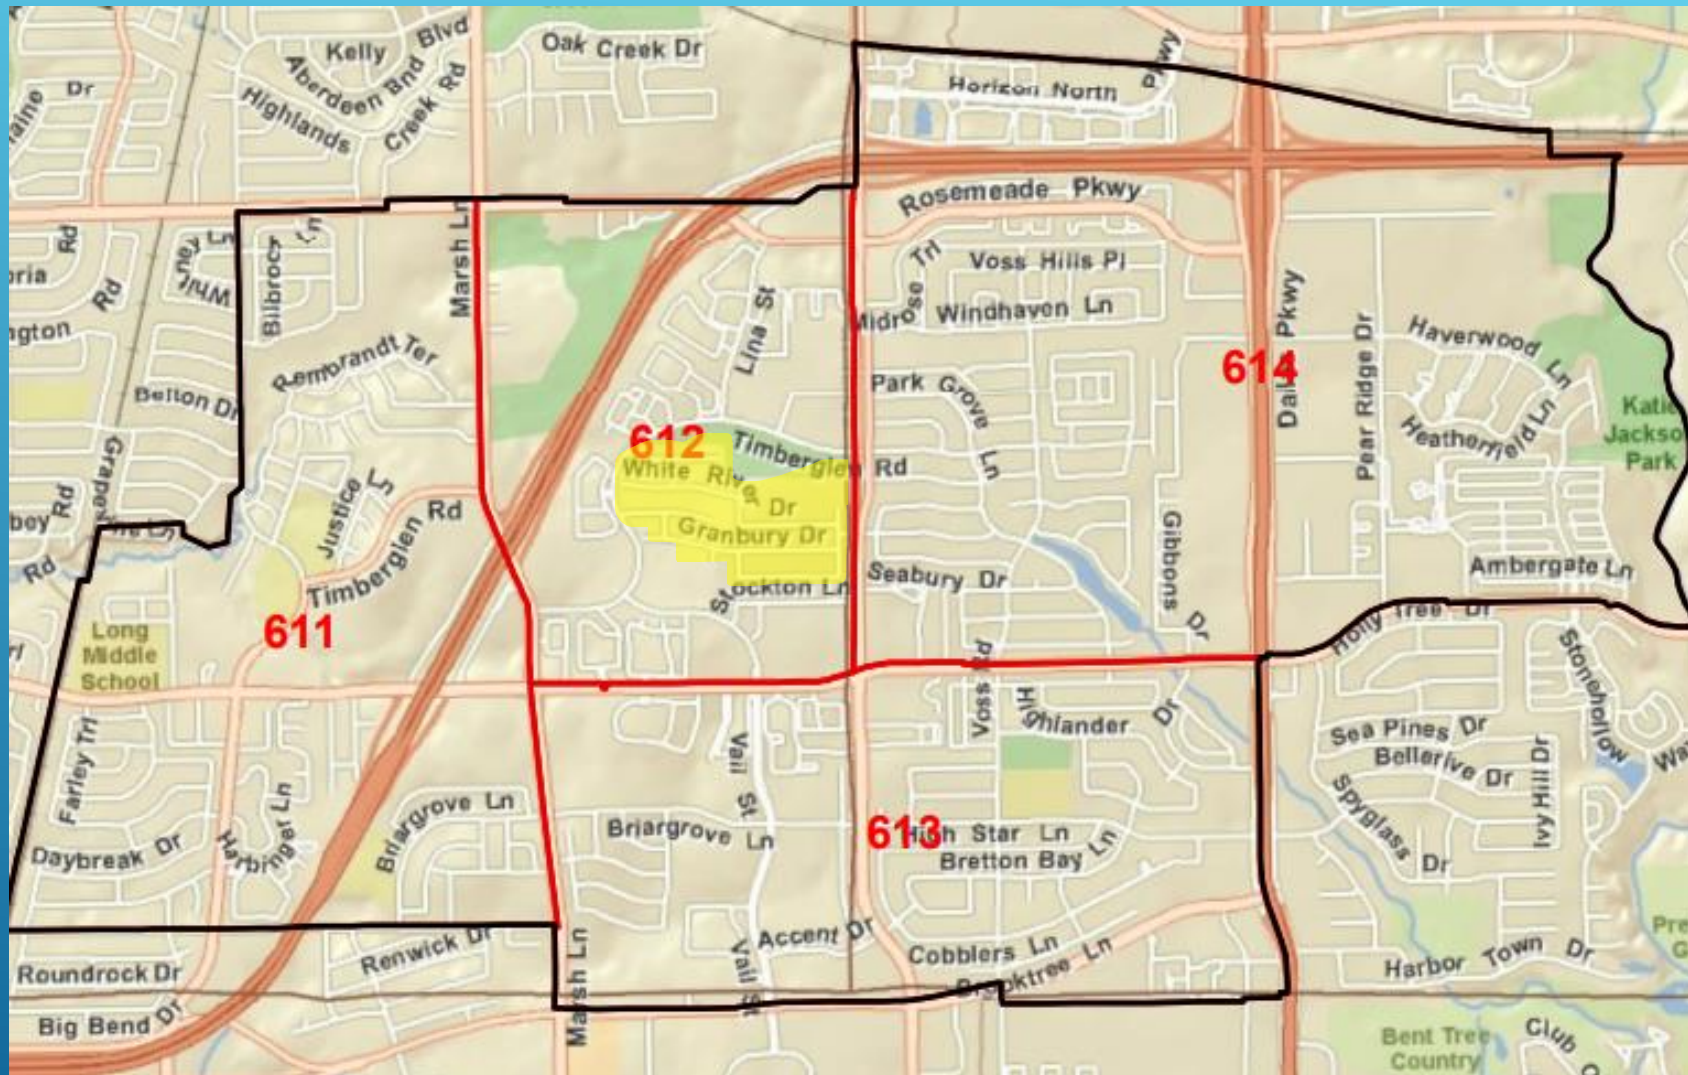 Kelly
Blvd
Aberdeen Bnd
Highlands
Creek Rd
Oak Creek Dr
Dr
Horizon North
Pkwy
Rosemeade Pkwy
Rd
Ln
Ln
Marsh Ln
Voss Hills Pl
Midrose Trl
Windhaven Ln
Lina St
Rd
Rembrandt Ter
Belton Dr
Park Grove Ln
614
Pkwy
Pear Ridge Dr
Haverwood Ln
Heatherfield Ln
Park
612
Timberglen Rd
White River Dr
Granbury Dr
Justice Ln
Timberglen Rd
Rd
Rd
Stockton Ln
Seabury Dr
Gibbons Dr
Ambergate Ln
Holly Tree Dr
611
Long
Middle
School
Voss Rd
Highlander Dr
Stonehollow
Sea Pines Dr
Bellerive Dr
Spyglass Dr
Ivy Hill Dr
Farley Trl
Harbinger Ln
Daybreak Dr
Briargrove Ln
Briargrove Ln
Vail St
613
High Star Ln
Bretton Bay Ln
Accent Dr
Cobblers Ln
Brooktree Ln
Vail St
Marsh Ln
Renwick Dr
Roundrock Dr
Big Bend Dr
Harbor Town Dr
Bent Tree
Country
Club